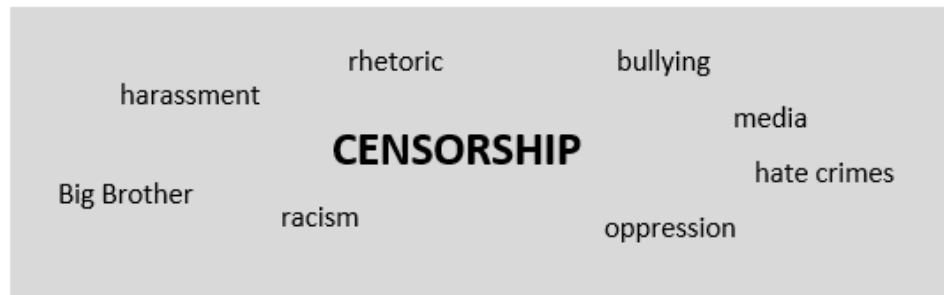 rhetoric
bullying
harassment
media
CENSORSHIP
hate crimes
Big Brother
racism
oppression